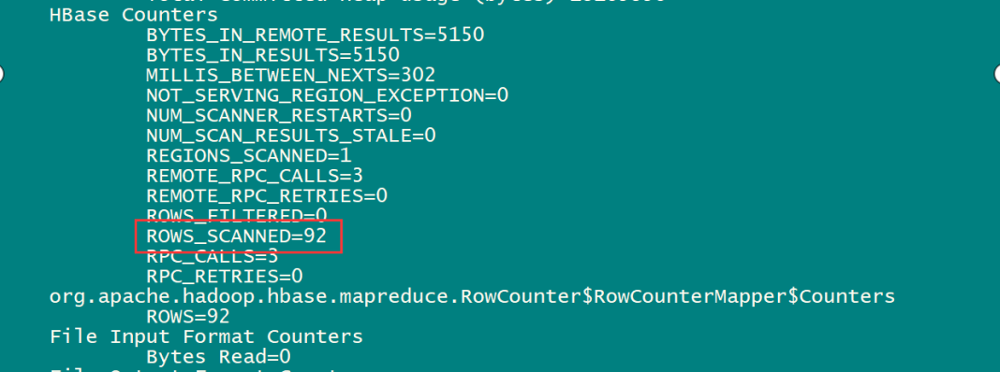 HBase Counters
BYTES_IN_REMOTE_RESULTS=5150
BYTES_IN_RESULTS=5150
MILLIS_BETWEEN_NEXTS=302
NOT_SERVING_REGION_EXCEPTION=0
NUM_SCANNER_RESTARTS=0
NUM_SCAN_RESULTS_STALE=0
REGIONS_SCANNED=1
REMOTE_RPC_CALLS=3
REMOTE_RPC_RETRIES=0
ROWS_FILTERED=0
ROWS_SCANNED=92
RPC_CALLS=3
RPC_RETRIES=0
org.apache.hadoop.hbase.mapreduce.RowCounter$RowCounterMapper$Counters
ROWS=92
File Input Format Counters
Bytes Read=0